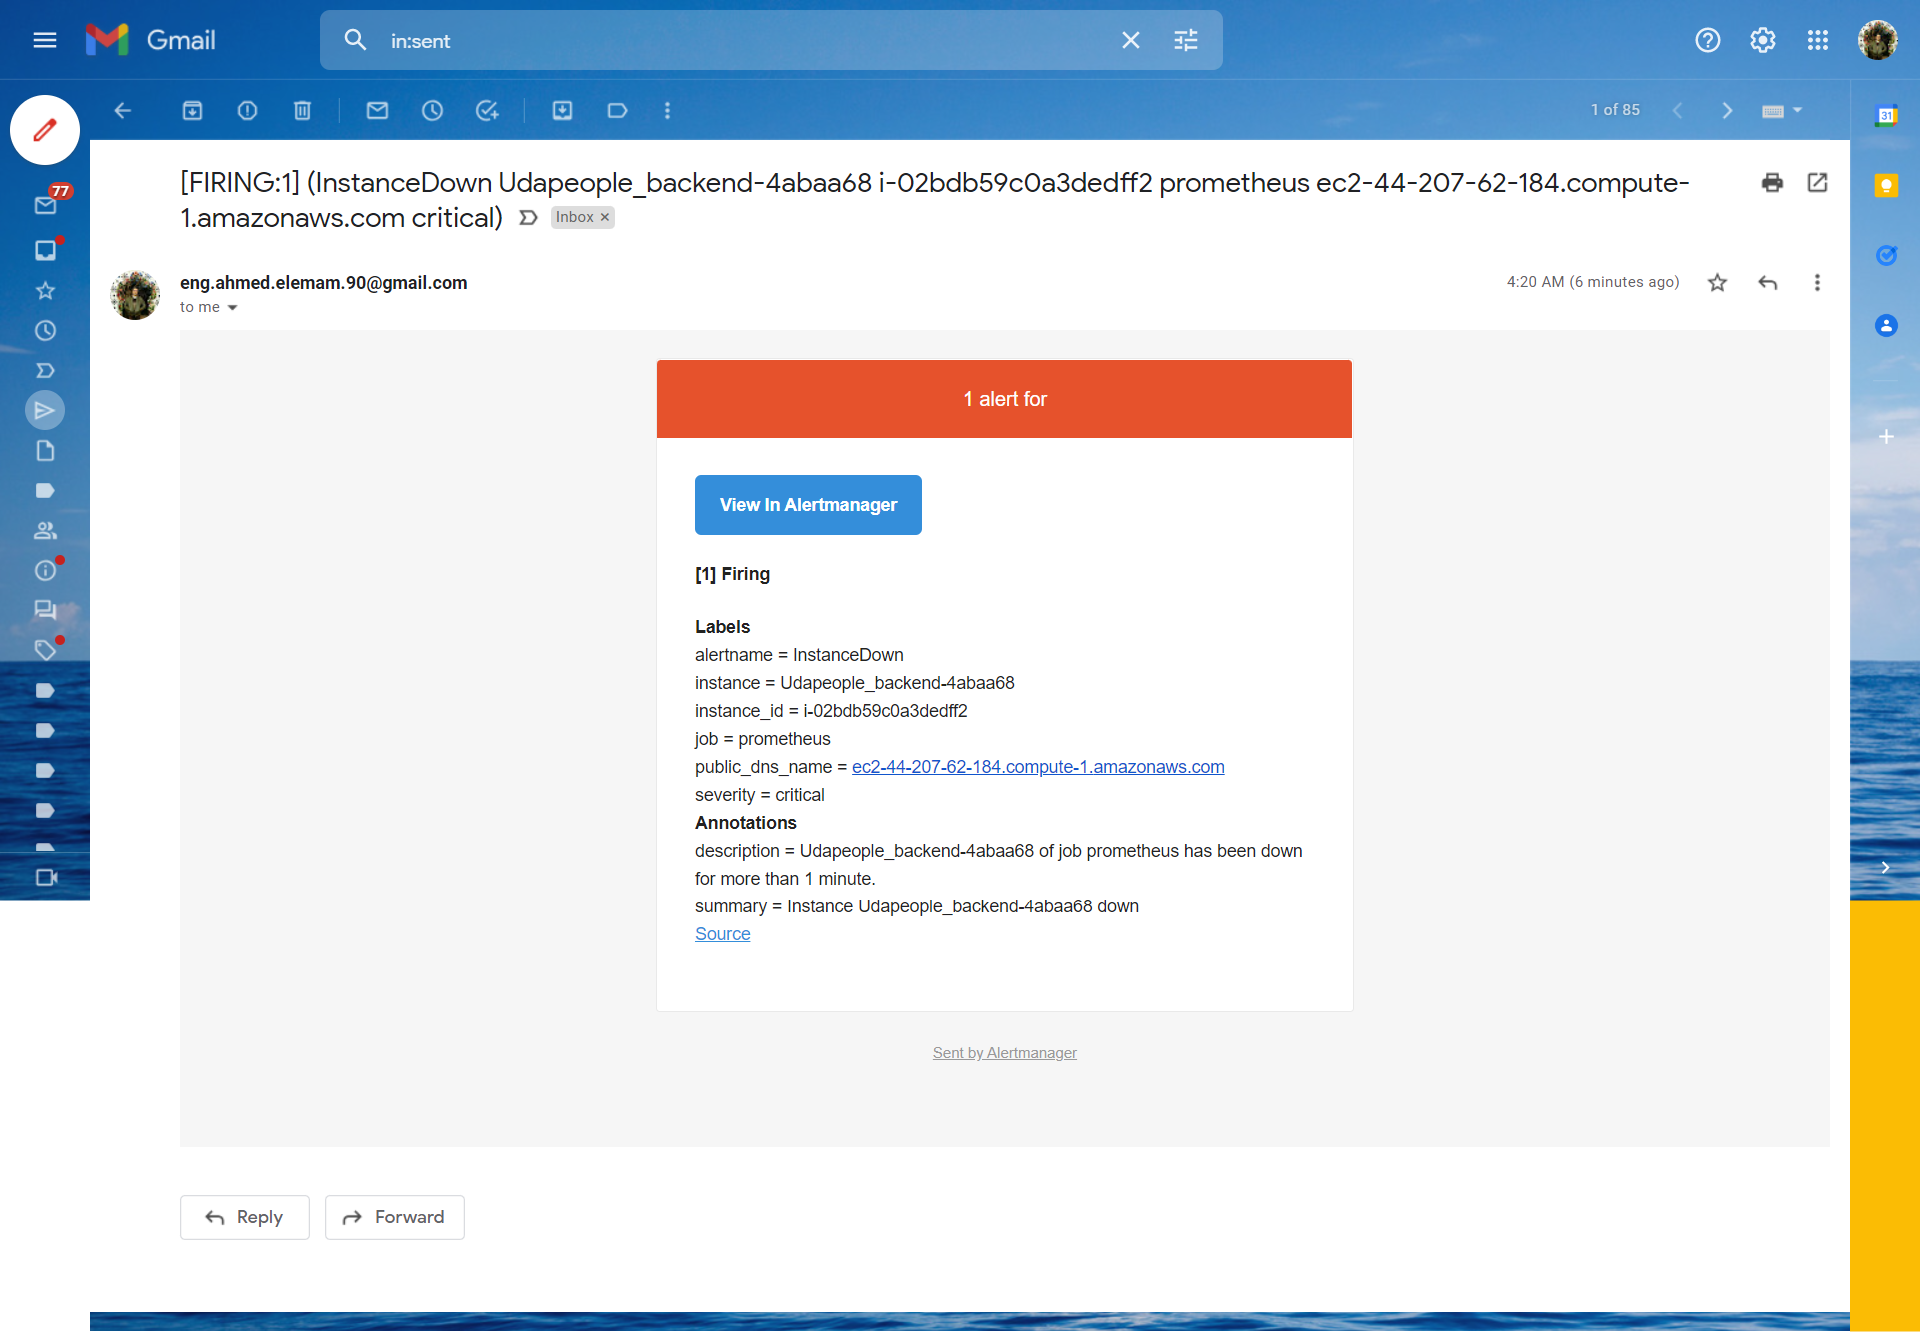 Gmail
in:sent
1 of 85
31
77
[FIRING:1] (InstanceDown Udapeople_backend-4abaa68 i-02bdb59c0a3dedff2 prometheus ec2-44-207-62-184.compute-
1.amazonaws.com critical)
Inbox ×
eng.ahmed.elemam.90@gmail.com
4:20 AM (6 minutes ago)
to me
1 alert for
View In Alertmanager
[1] Firing
Labels
alertname = InstanceDown
instance = Udapeople_backend-4abaa68
instance_id = i-02bdb59c0a3dedff2
job = prometheus
public_dns_name = ec2-44-207-62-184.compute-1.amazonaws.com
severity = critical
Annotations
description = Udapeople_backend-4abaa68 of job prometheus has been down
for more than 1 minute.
summary = Instance Udapeople_backend-4abaa68 down
Source
Sent by Alertmanager
Reply
Forward